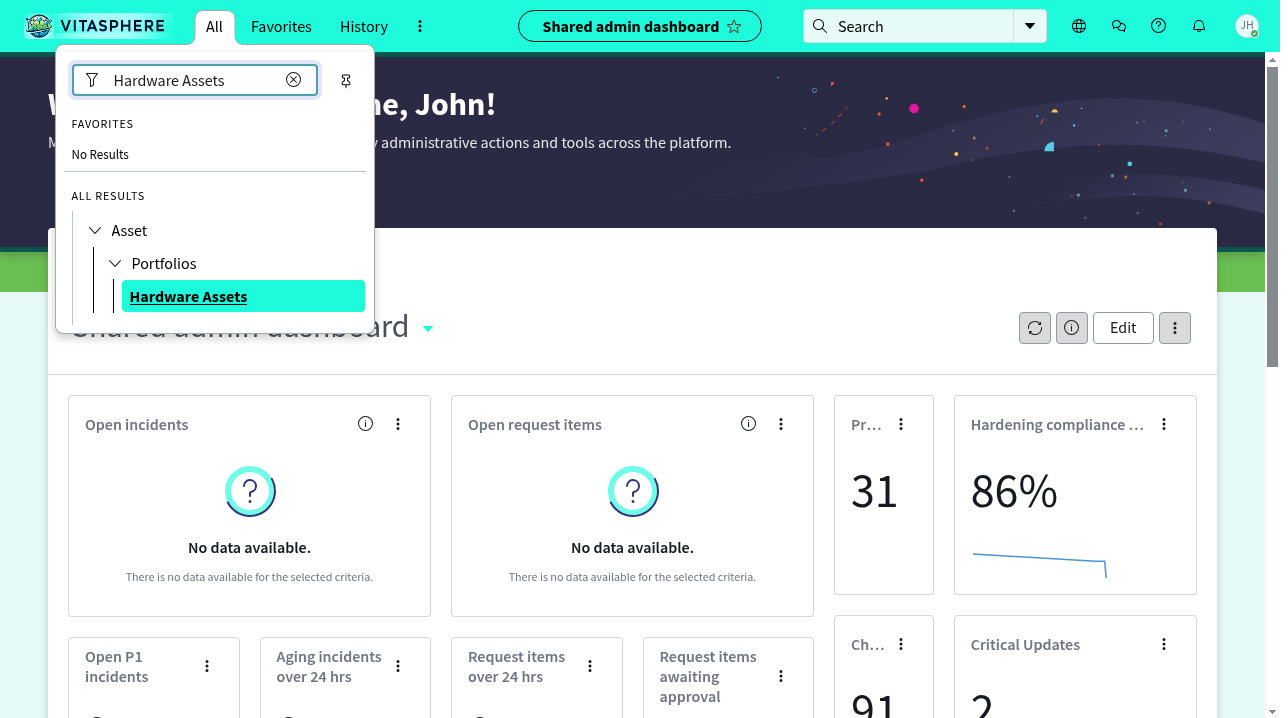 VITASPHERE
All
Favorites
History
Shared admin dashboard
Search
JH
Hardware Assets
FAVORITES
No Results
ALL RESULTS
Asset
Portfolios
Hardware Assets
ne, John!
administrative actions and tools across the platform.
Shared admin dashboard
Edit
Open incidents
No data available.
There is no data available for the selected criteria.
Open request items
No data available.
There is no data available for the selected criteria.
Pr...
31
Hardening compliance ...
86%
Open P1
incidents
Aging incidents
over 24 hrs
Request items
over 24 hrs
Request items
awaiting
approval
Ch...
91
Critical Updates
2